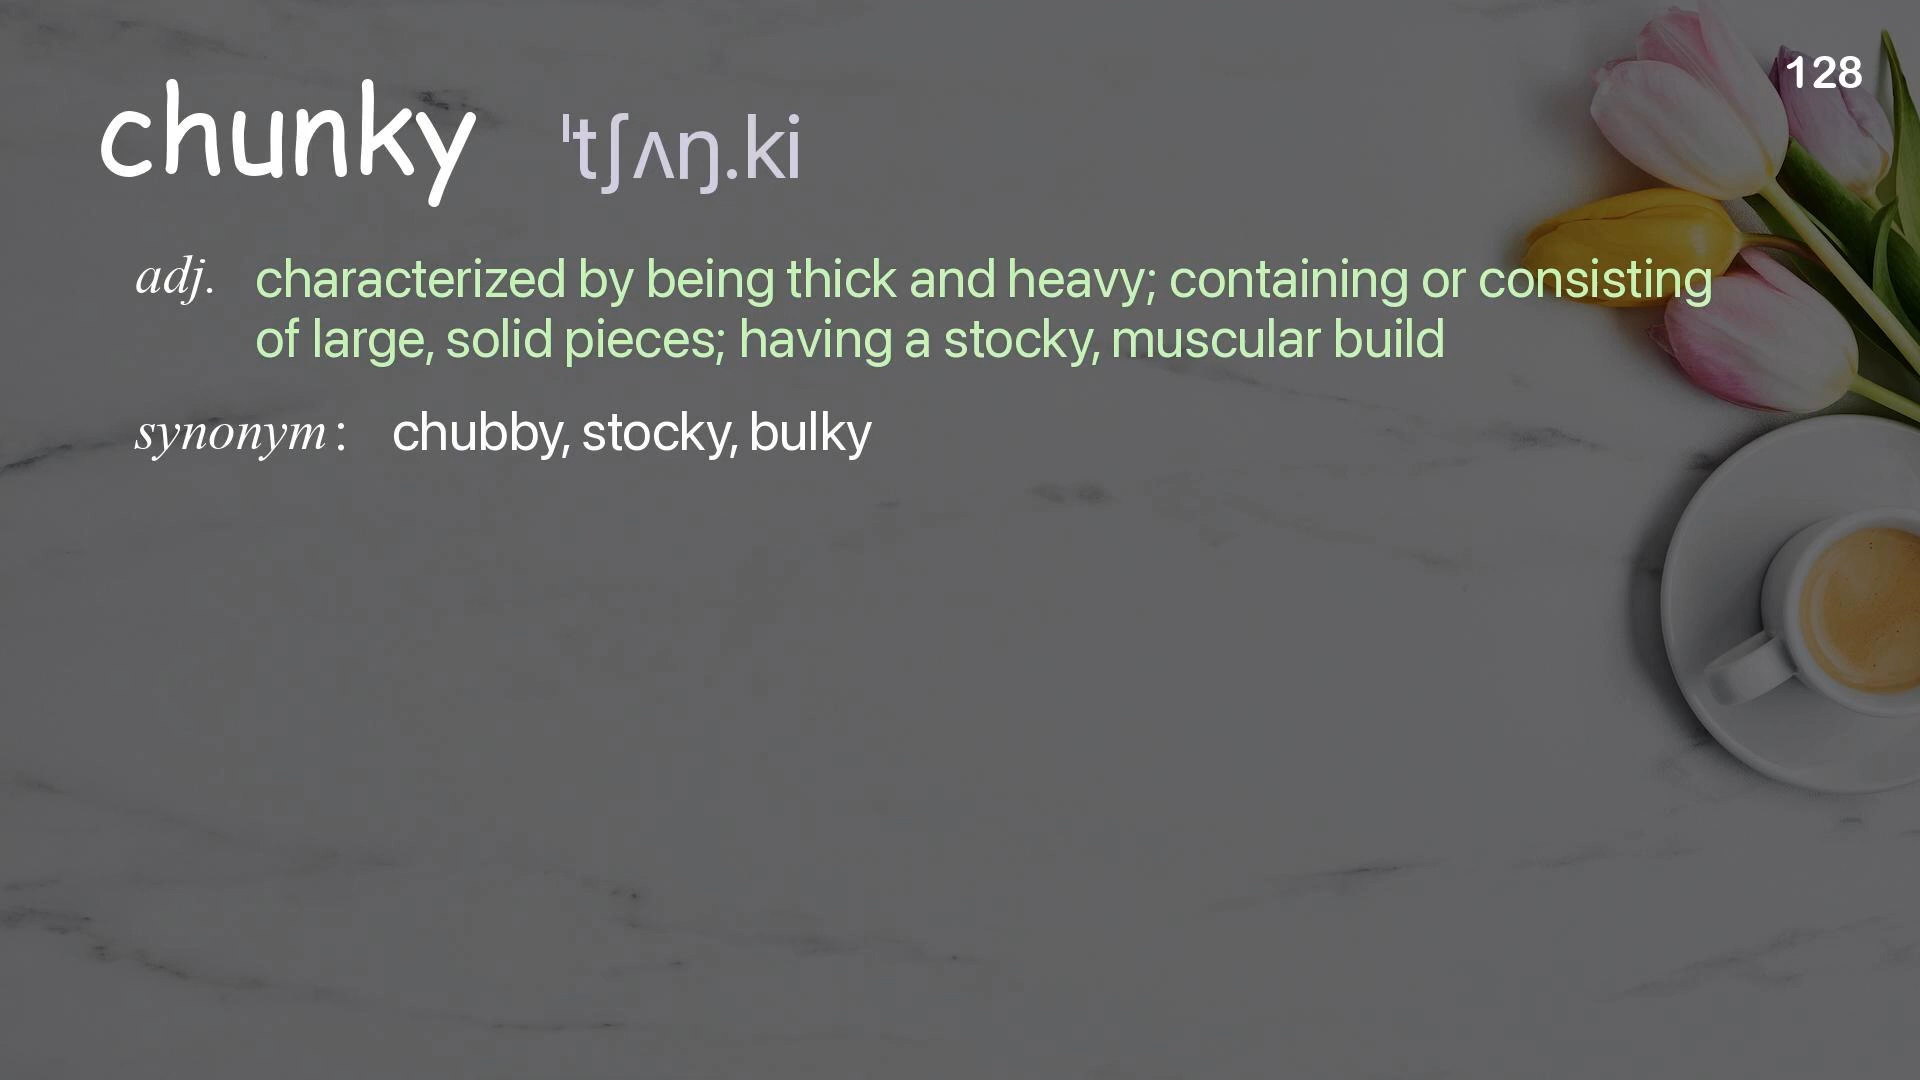 128
chunky ˈtʃʌŋ.ki
adj. characterized by being thick and heavy; containing or consisting
of large, solid pieces; having a stocky, muscular build
synonym: chubby, stocky, bulky